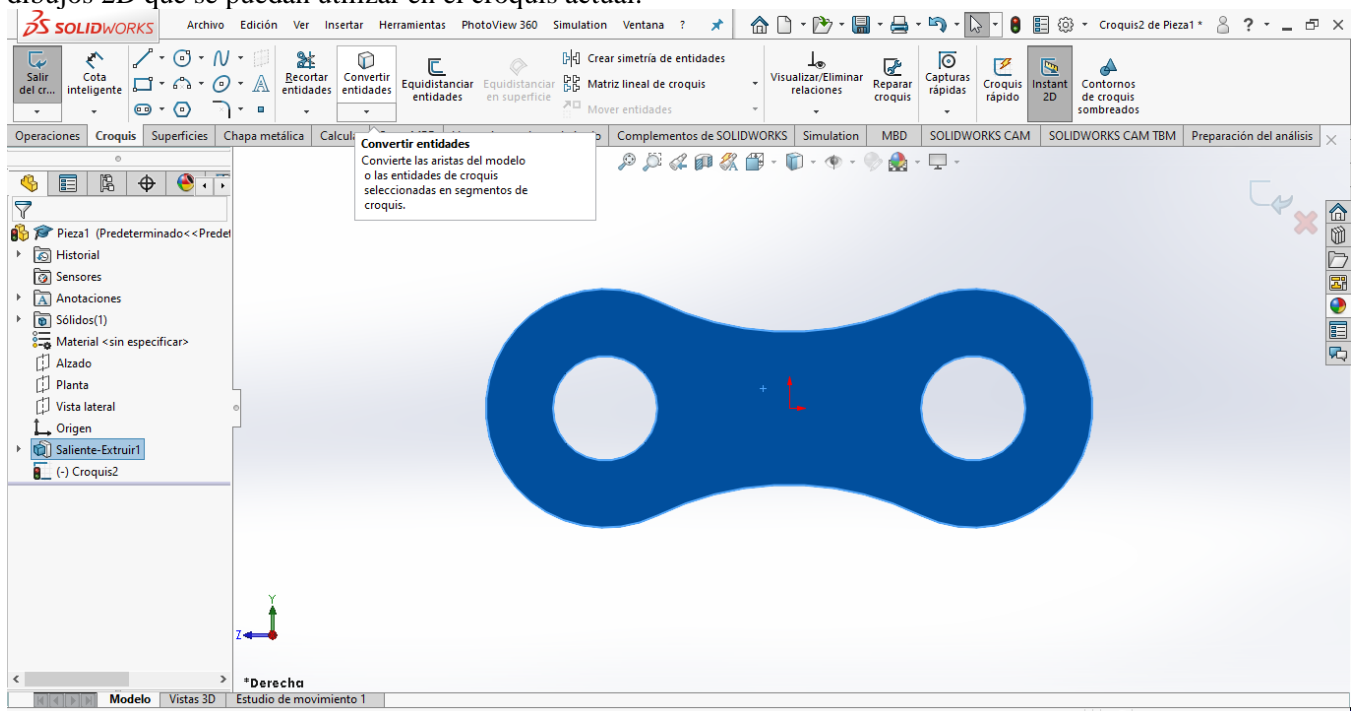 dibujos 2D que se puedan utilizar en el croquis actual.
SOLIDWORKS Archivo Edición Ver Insertar Herramientas PhotoView 360 Simulation Ventana ? Croquis2 de Pieza1 * ?
Salir del cr...
Cota inteligente
Recortar entidades
Convertir entidades
Equidistanciar entidades
Equidistanciar en superficie
Crear simetría de entidades
Matriz lineal de croquis
Mover entidades
Visualizar/Eliminar relaciones
Reparar croquis
Capturas rápidas
Croquis rápido
Instant 2D
Contornos de croquis sombreados
Operaciones Croquis Superficies Chapa metálica Calcula Complementos de SOLIDWORKS Simulation MBD SOLIDWORKS CAM SOLIDWORKS CAM TBM Preparación del análisis
Convertir entidades
Convierte las aristas del modelo
o las entidades de croquis
seleccionadas en segmentos de
croquis.
Pieza1 (Predeterminado<<Predet
Historial
Sensores
Anotaciones
Sólidos(1)
Material <sin especificar>
Alzado
Planta
Vista lateral
Origen
Saliente-Extruir1
(-) Croquis2
Y
Z
*Derecha
Modelo Vistas 3D Estudio de movimiento 1